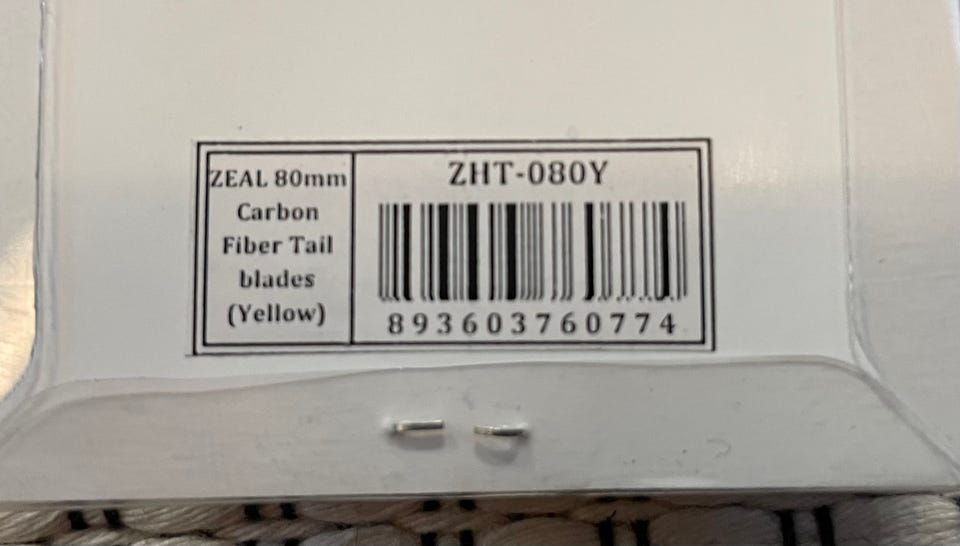 ZEAL 80mm
Carbon
Fiber Tail
blades
(Yellow)
ZHT-080Y
893603760774